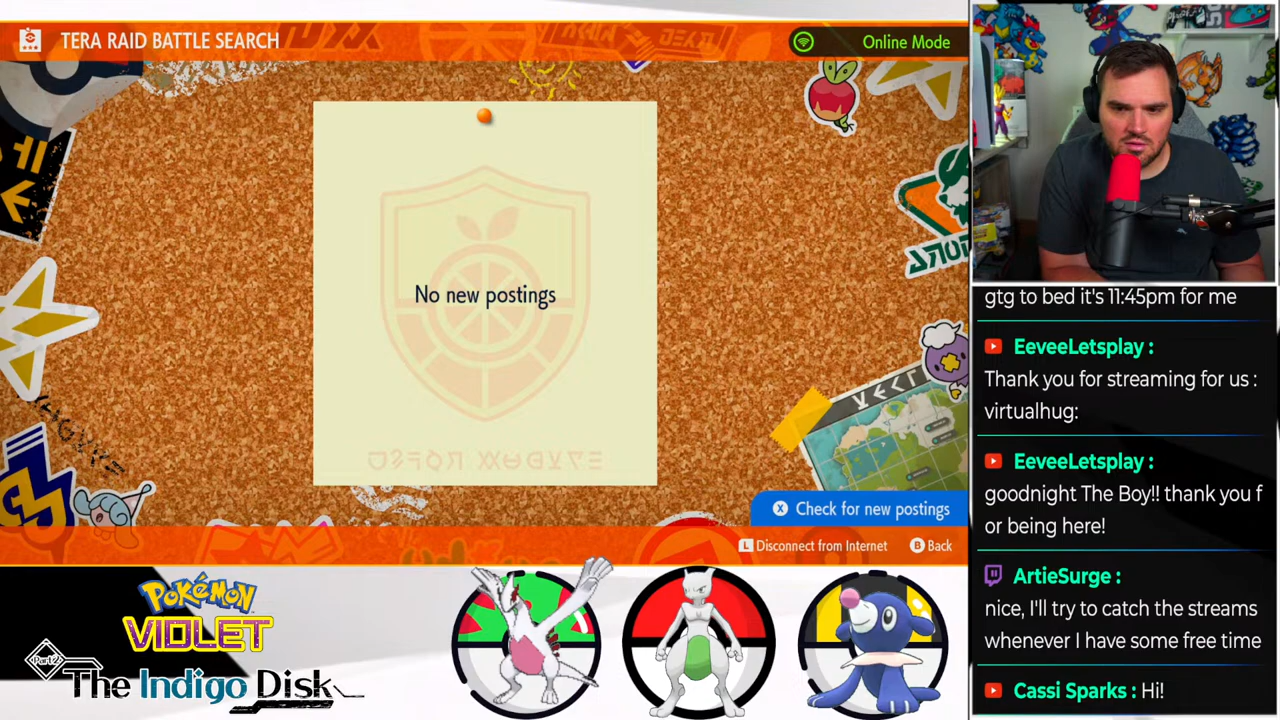 TERA RAID BATTLE SEARCH
Online Mode
No new postings
X Check for new postings
L Disconnect from Internet B Back
gtg to bed it's 11:45pm for me
EeveeLetsplay :
Thank you for streaming for us :
virtualhug:
EeveeLetsplay :
goodnight The Boy!! thank you f
or being here!
ArtieSurge :
nice, I'll try to catch the streams
whenever I have some free time
Cassi Sparks : Hi!
POKéMON
VIOLET
Part2
The Indigo Disk